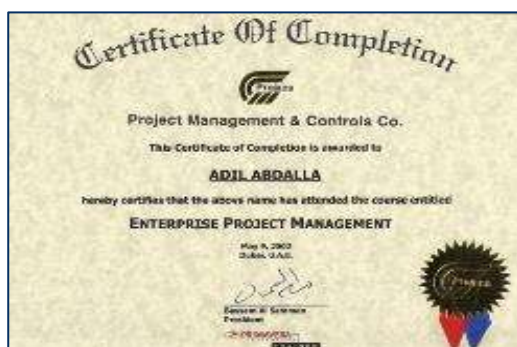 Certificate Of Completion
Project Management & Controls Co.
This Certificate of Completion is awarded to
ADIL ABDALLA
hereby certifies that the above name has attended the course entitled
ENTERPRISE PROJECT MANAGEMENT
Dubai, U.A.E.
President